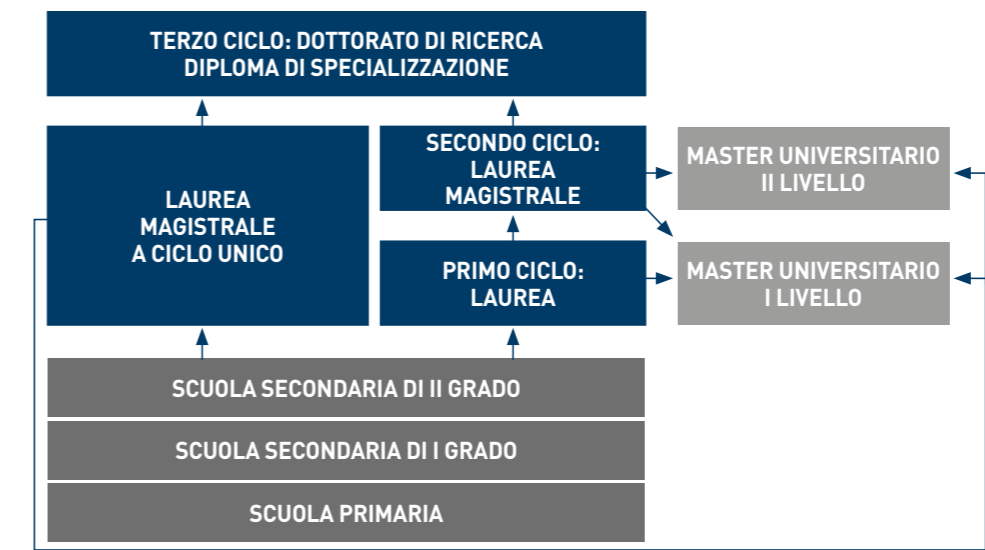 TERZO CICLO: DOTTORATO DI RICERCA
DIPLOMA DI SPECIALIZZAZIONE
LAUREA
MAGISTRALE
A CICLO UNICO
SECONDO CICLO:
LAUREA
MAGISTRALE
MASTER UNIVERSITARIO
II LIVELLO
PRIMO CICLO:
LAUREA
MASTER UNIVERSITARIO
I LIVELLO
SCUOLA SECONDARIA DI II GRADO
SCUOLA SECONDARIA DI I GRADO
SCUOLA PRIMARIA